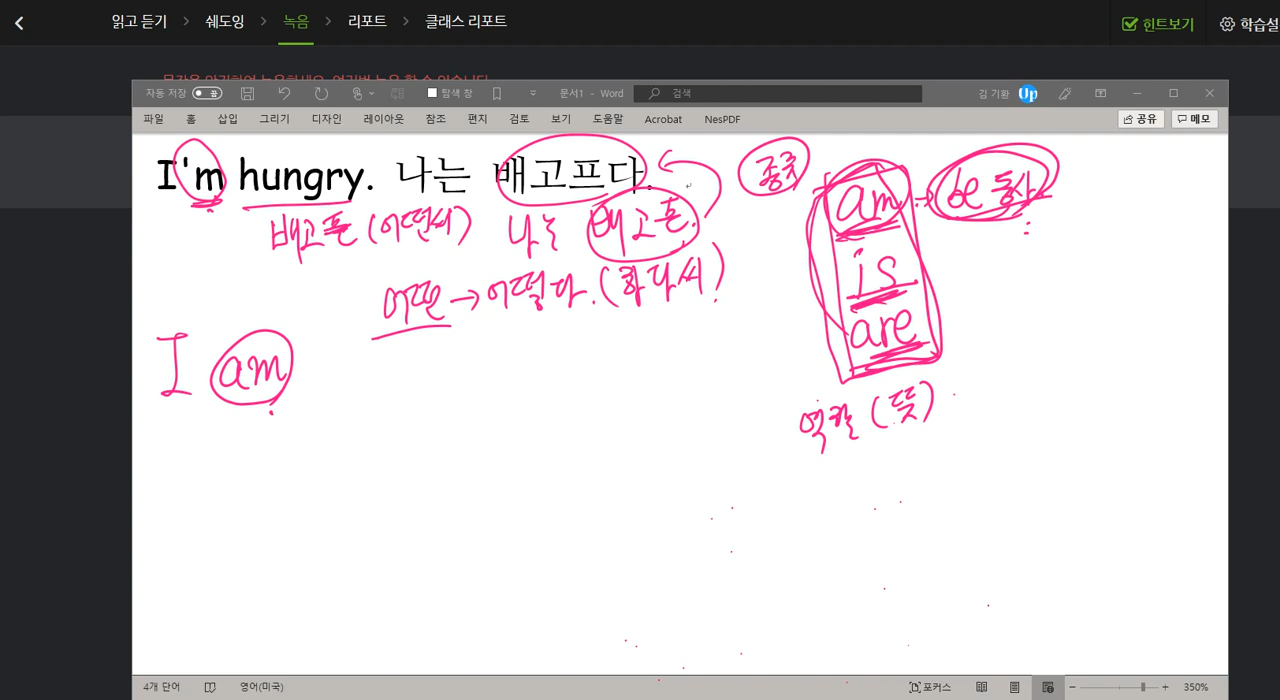 읽고 듣기 > 쉐도잉 > 녹음 > 리포트 > 클래스 리포트
힌트보기 학습설
자동 저장 끔 탐색 창 문서1 - Word 검색 김 기환 Up
파일 홈 삽입 그리기 디자인 레이아웃 참조 편지 검토 보기 도움말 Acrobat NesPDF 공유 메모
I'm hungry. 나는 배고프다.
종류
am → be 동사
is
are
배고픈 (어떤씨) 나는 배고픈.
어떤 → 어떻다. (하다씨)
I am
역할 (뜻)
4개 단어 영어(미국) 포커스 350%